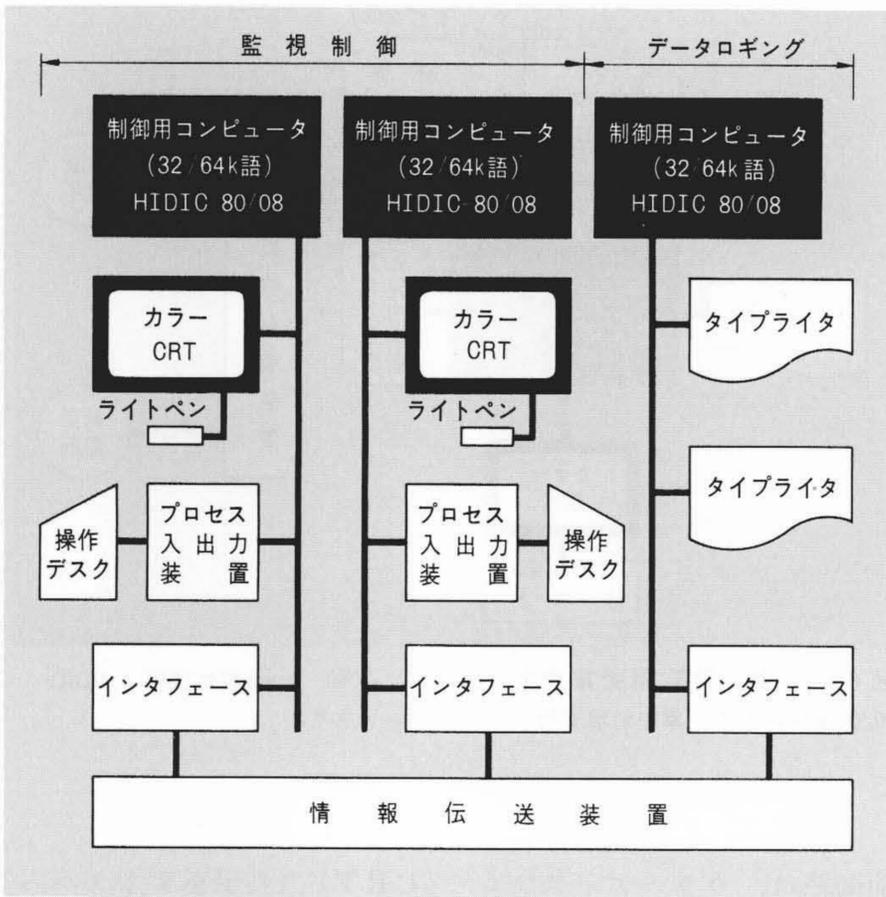 監視制御
データロギング
制御用コンピュータ
(32/64k語)
HIDIC 80/08
制御用コンピュータ
(32/64k語)
HIDIC 80/08
制御用コンピュータ
(32/64k語)
HIDIC 80/08
カラー
CRT
ライトペン
カラー
CRT
ライトペン
タイプライタ
タイプライタ
操作
デスク
プロセス
入出力
装置
プロセス
入出力
装置
操作
デスク
インタフェース
インタフェース
インタフェース
情報伝送装置